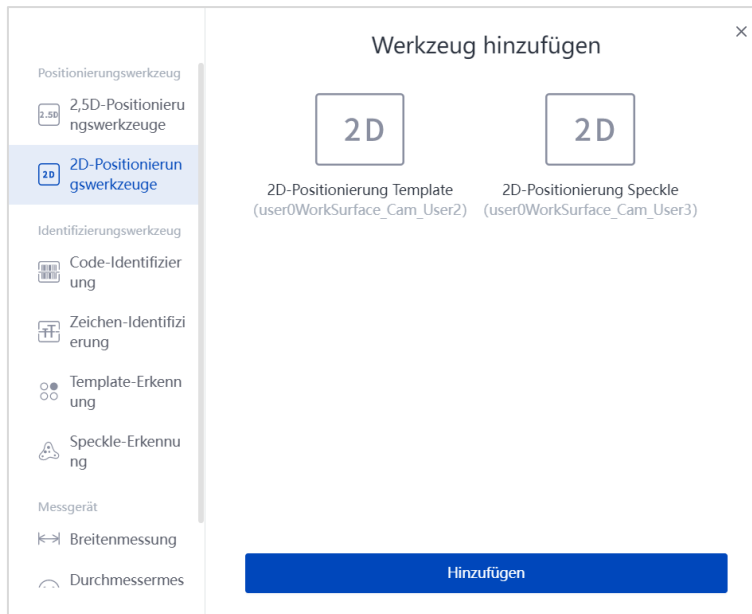 Werkzeug hinzufügen
Positionierungswerkzeug
2.5D
2,5D-Positionieru
ngswerkzeuge
2D
2D-Positionierun
gswerkzeuge
Identifizierungswerkzeug
Code-Identifizier
ung
TT
Zeichen-Identifizi
erung
Template-Erkenn
ung
Speckle-Erkennu
ng
Messgerät
Breitenmessung
Durchmessermes
2D
2D-Positionierung Template
(user0WorkSurface_Cam_User2)
2D
2D-Positionierung Speckle
(user0WorkSurface_Cam_User3)
Hinzufügen